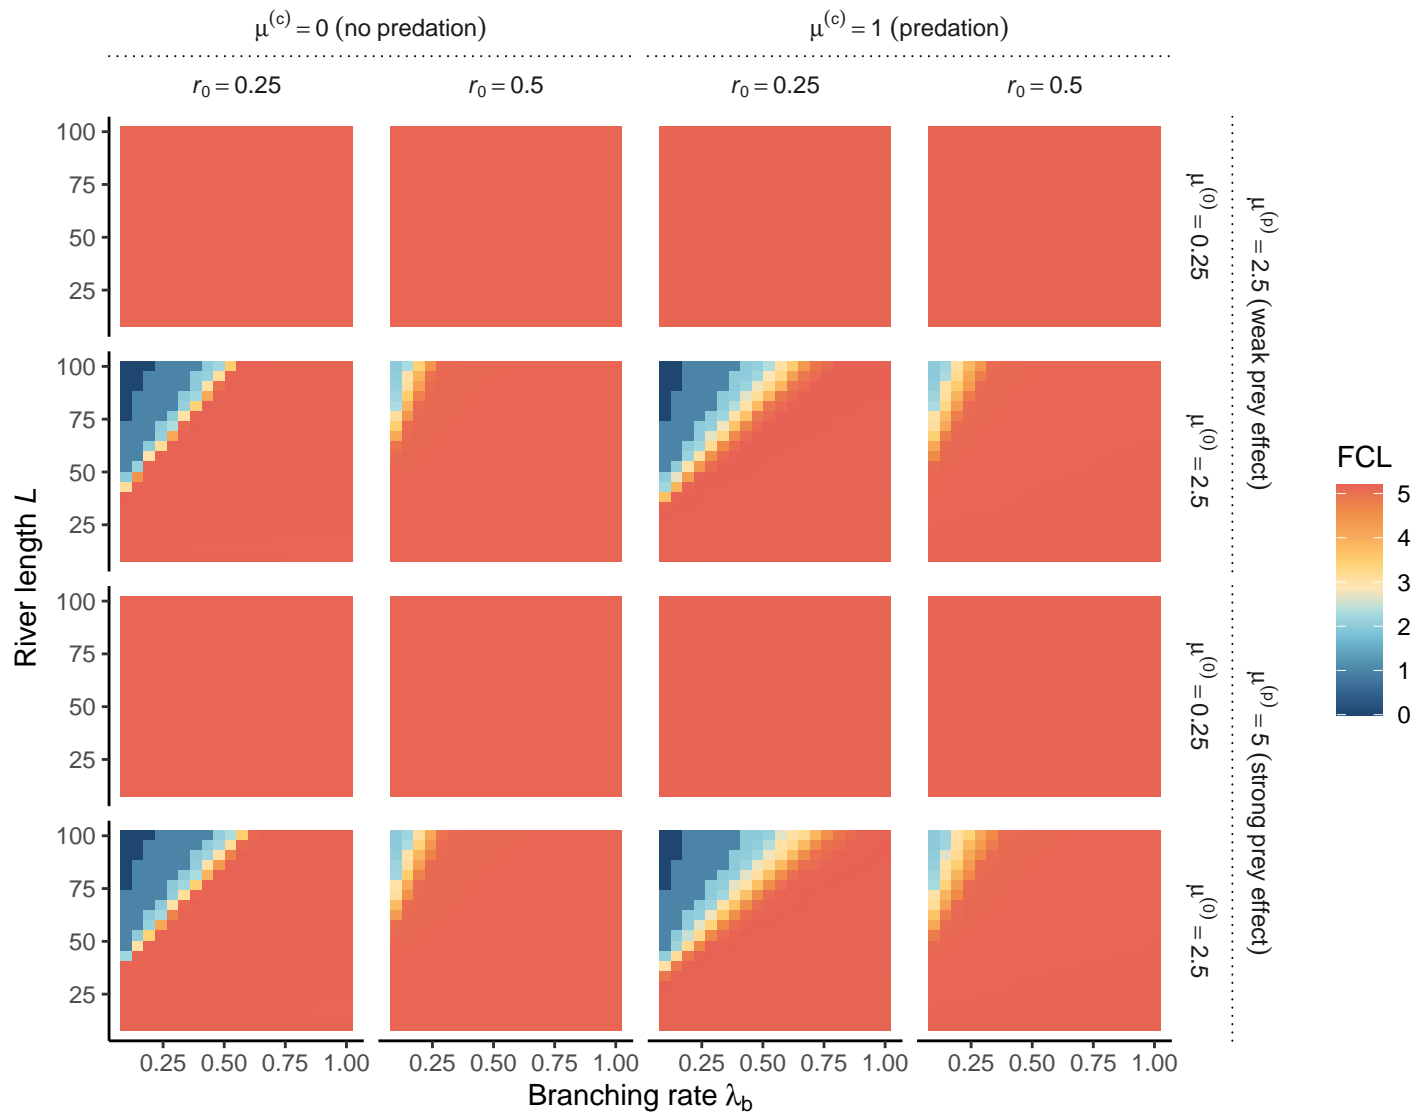 μ(c) = 0 (no predation)
μ(c) = 1 (predation)
r0 = 0.25
r0 = 0.5
r0 = 0.25
r0 = 0.5
100
75
50
25
μ(0) = 0.25
100
75
50
25
μ(0) = 2.5
μ(p) = 2.5 (weak prey effect)
100
75
50
25
μ(0) = 0.25
100
75
50
25
μ(0) = 2.5
μ(p) = 5 (strong prey effect)
River length L
0.25 0.50 0.75 1.00
0.25 0.50 0.75 1.00
0.25 0.50 0.75 1.00
0.25 0.50 0.75 1.00
Branching rate λb
FCL
5
4
3
2
1
0